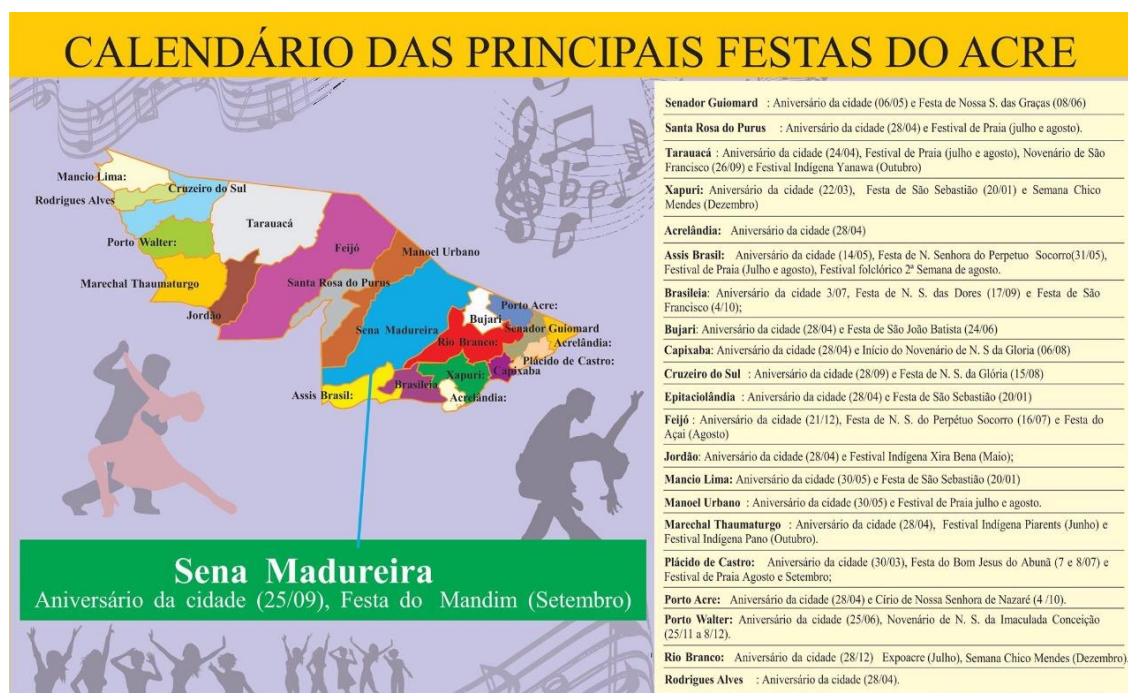 CALENDÁRIO DAS PRINCIPAIS FESTAS DO ACRE
Mancio Lima:
Cruzeiro do Sul
Rodrigues Alves
Tarauacá
Porto Walter:
Feijó
Manoel Urbano
Marechal Thaumaturgo
Santa Rosa do Purus
Jordão
Porto Acre:
Bujari
Sena Madureira
Senador Guiomard
Rio Branco:
Acrelândia:
Plácido de Castro:
Xapuri:
Capixaba
Brasileia
Assis Brasil:
Acrelândia:
Sena Madureira
Aniversário da cidade (25/09), Festa do Mandim (Setembro)
Senador Guiomard : Aniversário da cidade (06/05) e Festa de Nossa S. das Graças (08/06)
Santa Rosa do Purus : Aniversário da cidade (28/04) e Festival de Praia (julho e agosto).
Tarauacá : Aniversário da cidade (24/04), Festival de Praia (julho e agosto), Novenário de São
Francisco (26/09) e Festival Indígena Yanawa (Outubro)
Xapuri: Aniversário da cidade (22/03), Festa de São Sebastião (20/01) e Semana Chico
Mendes (Dezembro)
Acrelândia: Aniversário da cidade (28/04)
Assis Brasil: Aniversário da cidade (14/05), Festa de N. Senhora do Perpetuo Socorro(31/05),
Festival de Praia (Julho e agosto), Festival folclórico 2ª Semana de agosto.
Brasileia: Aniversário da cidade 3/07, Festa de N. S. das Dores (17/09) e Festa de São
Francisco (4/10);
Bujari: Aniversário da cidade (28/04) e Festa de São João Batista (24/06)
Capixaba: Aniversário da cidade (28/04) e Início do Novenário de N. S da Gloria (06/08)
Cruzeiro do Sul : Aniversário da cidade (28/09) e Festa de N. S. da Glória (15/08)
Epitaciolândia : Aniversário da cidade (28/04) e Festa de São Sebastião (20/01)
Feijó : Aniversário da cidade (21/12), Festa de N. S. do Perpétuo Socorro (16/07) e Festa do
Açaí (Agosto)
Jordão: Aniversário da cidade (28/04) e Festival Indígena Xira Bena (Maio);
Mancio Lima: Aniversário da cidade (30/05) e Festa de São Sebastião (20/01)
Manoel Urbano : Aniversário da cidade (30/05) e Festival de Praia julho e agosto.
Marechal Thaumaturgo : Aniversário da cidade (28/04), Festival Indígena Piarents (Junho) e
Festival Indígena Pano (Outubro).
Plácido de Castro: Aniversário da cidade (30/03), Festa do Bom Jesus do Abunã (7 e 8/07) e
Festival de Praia Agosto e Setembro;
Porto Acre: Aniversário da cidade (28/04) e Círio de Nossa Senhora de Nazaré (4 /10).
Porto Walter: Aniversário da cidade (25/06), Novenário de N. S. da Imaculada Conceição
(25/11 a 8/12).
Rio Branco: Aniversário da cidade (28/12) Expoacre (Julho), Semana Chico Mendes (Dezembro).
Rodrigues Alves : Aniversário da cidade (28/04).